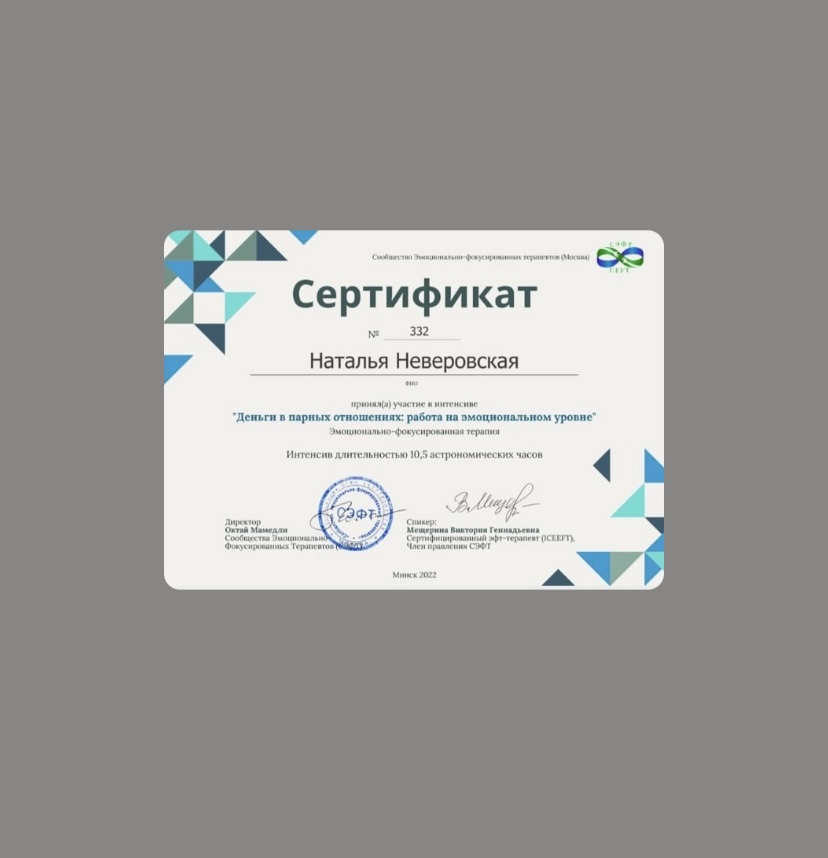 Сообщество Эмоционально-фокусированных терапевтов (Москва)
СЭФТ
CEFT
Сертификат
№ 332
Наталья Неверовская
ФИО
принял(а) участие в интенсиве
"Деньги в парных отношениях: работа на эмоциональном уровне"
Эмоционально-фокусированная терапия
Интенсив длительностью 10,5 астрономических часов
СЭФТ
Директор
Октай Мамедли
Сообщества Эмоционально
Фокусированных Терапевтов
Спикер:
Мещерина Виктория Геннадьевна
Сертифицированный эфт-терапевт (ICEEFT),
Член правления СЭФТ
Минск 2022